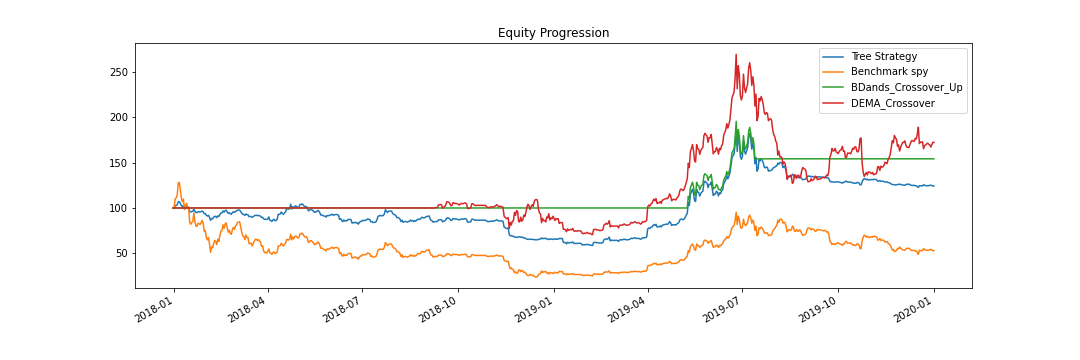 Equity Progression
Tree Strategy
Benchmark spy
BDands_Crossover_Up
DEMA_Crossover
250
200
150
100
50
2018-01
2018-04
2018-07
2018-10
2019-01
2019-04
2019-07
2019-10
2020-01